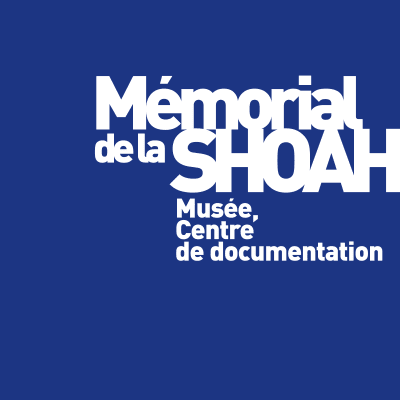 Mémorial
de la SHOAH
Musée,
Centre
de documentation